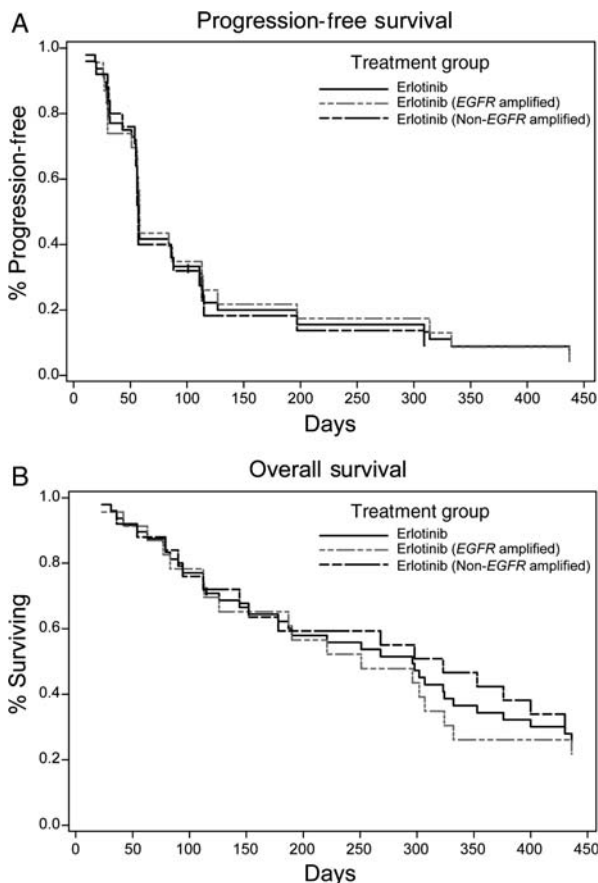 A
Progression-free survival
Treatment group
Erlotinib
Erlotinib (EGFR amplified)
Erlotinib (Non-EGFR amplified)
% Progression-free
1.0
0.8
0.6
0.4
0.2
0.0
0 50 100 150 200 250 300 350 400 450
Days
B
Overall survival
Treatment group
Erlotinib
Erlotinib (EGFR amplified)
Erlotinib (Non-EGFR amplified)
% Surviving
1.0
0.8
0.6
0.4
0.2
0.0
0 50 100 150 200 250 300 350 400 450
Days